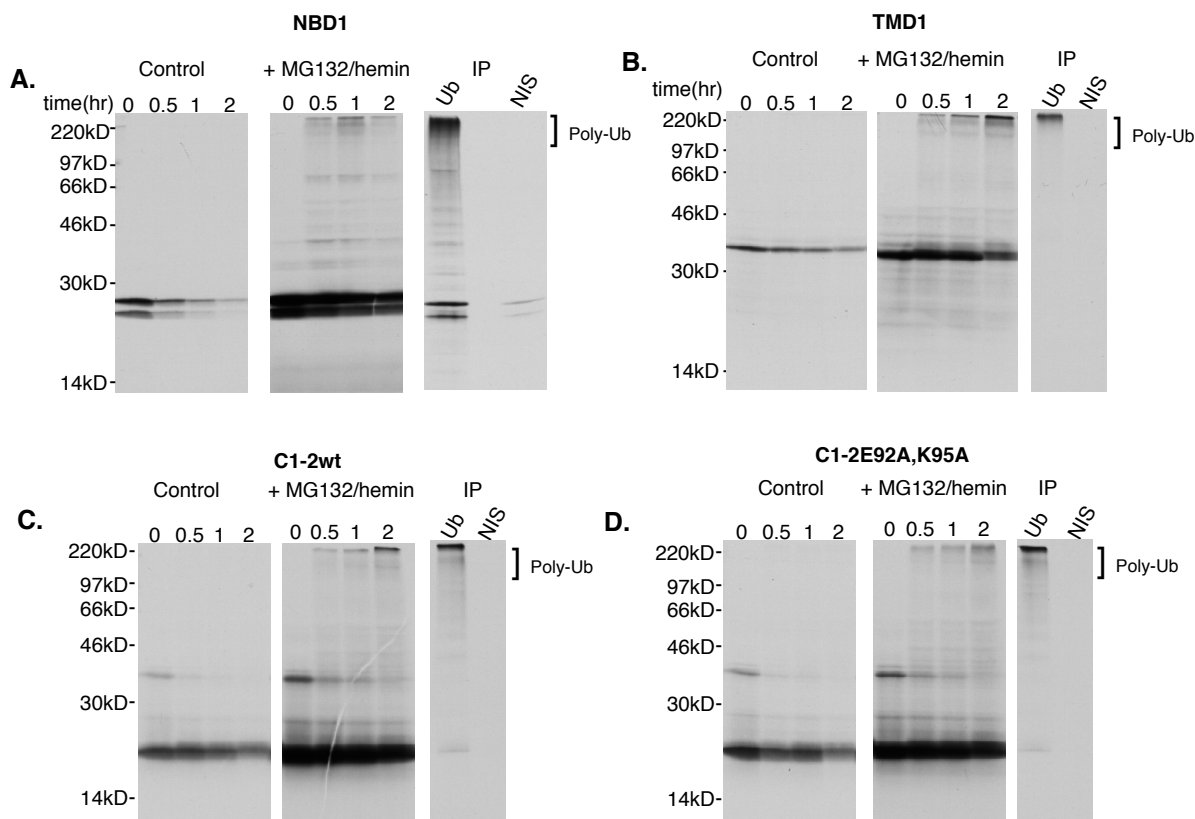 NBD1
A.
Control + MG132/hemin IP
time(hr) 0 0.5 1 2 0 0.5 1 2 Ub NIS
220kD
97kD
66kD
46kD
30kD
14kD
Poly-Ub
TMD1
B.
Control + MG132/hemin IP
time(hr) 0 0.5 1 2 0 0.5 1 2 Ub NIS
220kD
97kD
66kD
46kD
30kD
14kD
Poly-Ub
C1-2wt
C.
Control + MG132/hemin IP
0 0.5 1 2 0 0.5 1 2 Ub NIS
220kD
97kD
66kD
46kD
30kD
14kD
Poly-Ub
C1-2E92A,K95A
D.
Control + MG132/hemin IP
0 0.5 1 2 0 0.5 1 2 Ub NIS
220kD
97kD
66kD
46kD
30kD
14kD
Poly-Ub